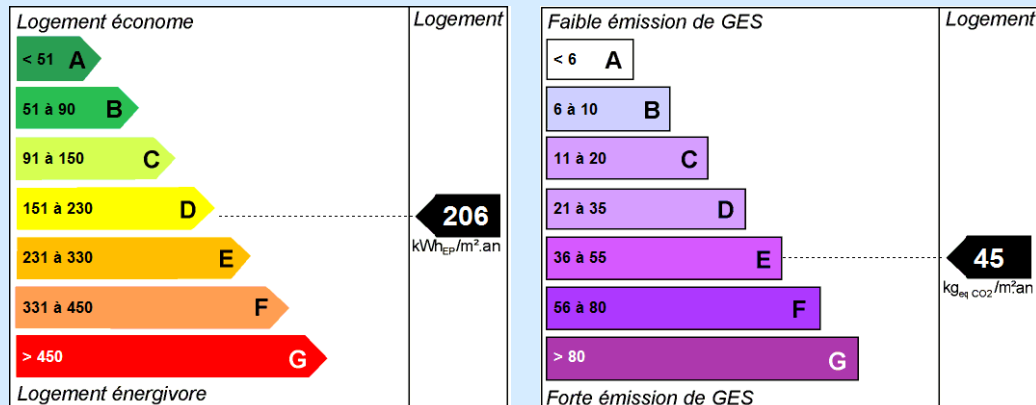 Logement économe
Logement
< 51 A
51 à 90 B
91 à 150 C
151 à 230 D
206
kWhEP/m².an
231 à 330 E
331 à 450 F
> 450 G
Logement énergivore
Faible émission de GES
Logement
< 6 A
6 à 10 B
11 à 20 C
21 à 35 D
36 à 55 E
45
kgeq CO2/m².an
56 à 80 F
> 80 G
Forte émission de GES